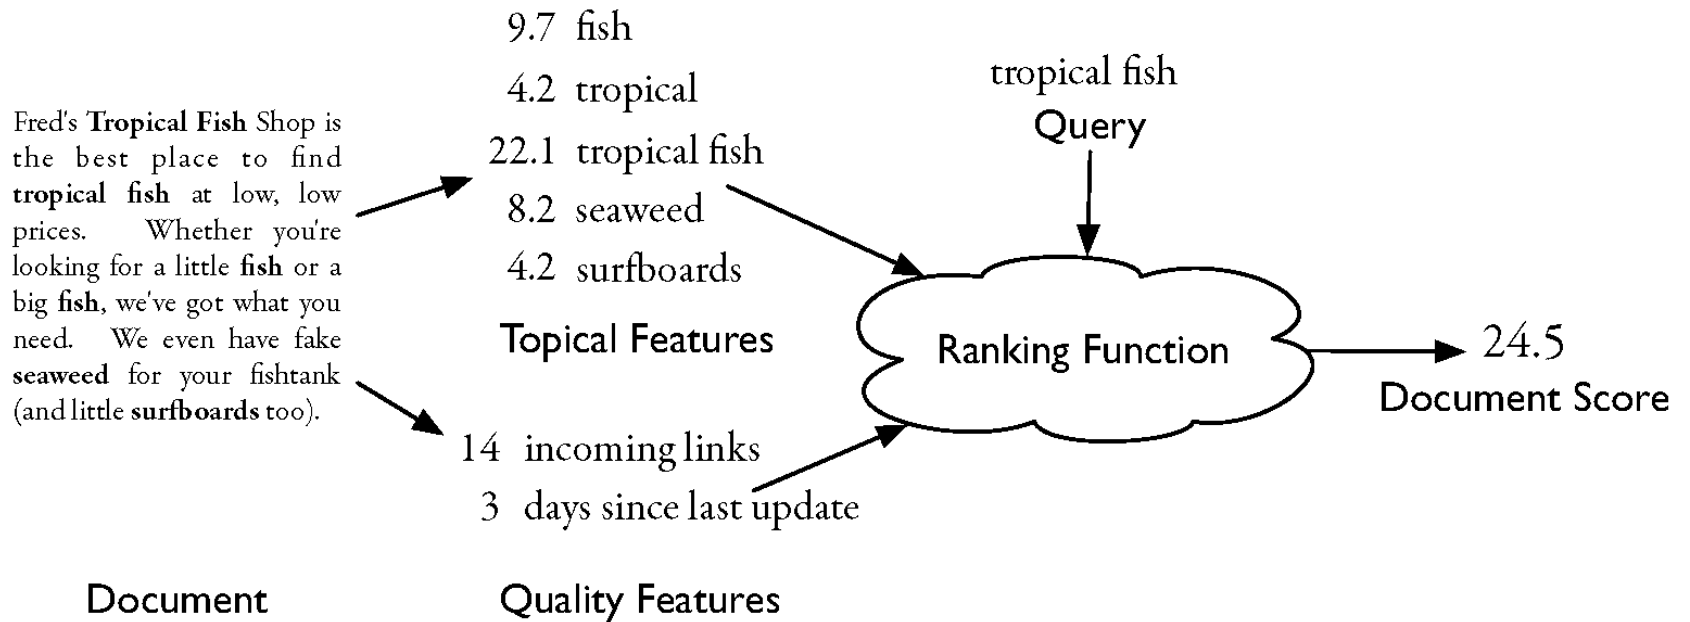 Fred's Tropical Fish Shop is
the best place to find
tropical fish at low, low
prices. Whether you're
looking for a little fish or a
big fish, we've got what you
need. We even have fake
seaweed for your fishtank
(and little surfboards too).
Document
9.7 fish
4.2 tropical
22.1 tropical fish
8.2 seaweed
4.2 surfboards
Topical Features
14 incoming links
3 days since last update
Quality Features
tropical fish
Query
Ranking Function
24.5
Document Score